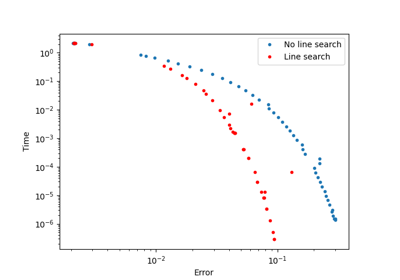 No line search
Line search
10⁰
10⁻¹
10⁻²
10⁻³
10⁻⁴
10⁻⁵
10⁻⁶
Time
10⁻²
10⁻¹
Error